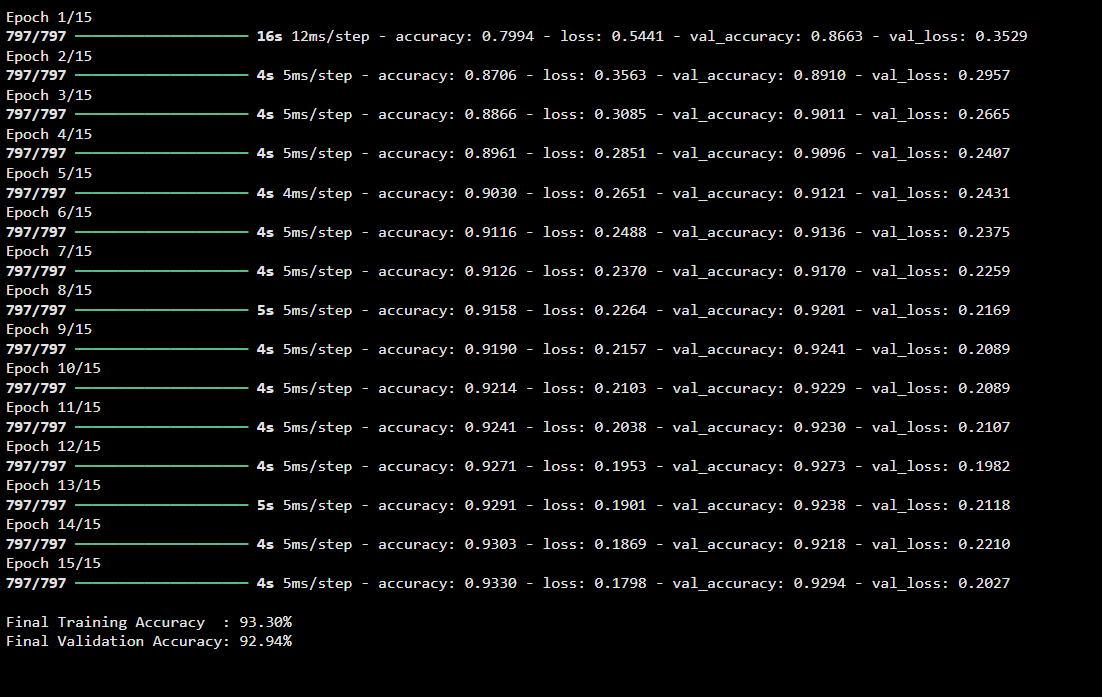 Epoch 1/15
797/797 ━━━━━━━━━━━━━━━━━━━━ 16s 12ms/step - accuracy: 0.7994 - loss: 0.5441 - val_accuracy: 0.8663 - val_loss: 0.3529
Epoch 2/15
797/797 ━━━━━━━━━━━━━━━━━━━━ 4s 5ms/step - accuracy: 0.8706 - loss: 0.3563 - val_accuracy: 0.8910 - val_loss: 0.2957
Epoch 3/15
797/797 ━━━━━━━━━━━━━━━━━━━━ 4s 5ms/step - accuracy: 0.8866 - loss: 0.3085 - val_accuracy: 0.9011 - val_loss: 0.2665
Epoch 4/15
797/797 ━━━━━━━━━━━━━━━━━━━━ 4s 5ms/step - accuracy: 0.8961 - loss: 0.2851 - val_accuracy: 0.9096 - val_loss: 0.2407
Epoch 5/15
797/797 ━━━━━━━━━━━━━━━━━━━━ 4s 4ms/step - accuracy: 0.9030 - loss: 0.2651 - val_accuracy: 0.9121 - val_loss: 0.2431
Epoch 6/15
797/797 ━━━━━━━━━━━━━━━━━━━━ 4s 5ms/step - accuracy: 0.9116 - loss: 0.2488 - val_accuracy: 0.9136 - val_loss: 0.2375
Epoch 7/15
797/797 ━━━━━━━━━━━━━━━━━━━━ 4s 5ms/step - accuracy: 0.9126 - loss: 0.2370 - val_accuracy: 0.9170 - val_loss: 0.2259
Epoch 8/15
797/797 ━━━━━━━━━━━━━━━━━━━━ 5s 5ms/step - accuracy: 0.9158 - loss: 0.2264 - val_accuracy: 0.9201 - val_loss: 0.2169
Epoch 9/15
797/797 ━━━━━━━━━━━━━━━━━━━━ 4s 5ms/step - accuracy: 0.9190 - loss: 0.2157 - val_accuracy: 0.9241 - val_loss: 0.2089
Epoch 10/15
797/797 ━━━━━━━━━━━━━━━━━━━━ 4s 5ms/step - accuracy: 0.9214 - loss: 0.2103 - val_accuracy: 0.9229 - val_loss: 0.2089
Epoch 11/15
797/797 ━━━━━━━━━━━━━━━━━━━━ 4s 5ms/step - accuracy: 0.9241 - loss: 0.2038 - val_accuracy: 0.9230 - val_loss: 0.2107
Epoch 12/15
797/797 ━━━━━━━━━━━━━━━━━━━━ 4s 5ms/step - accuracy: 0.9271 - loss: 0.1953 - val_accuracy: 0.9273 - val_loss: 0.1982
Epoch 13/15
797/797 ━━━━━━━━━━━━━━━━━━━━ 5s 5ms/step - accuracy: 0.9291 - loss: 0.1901 - val_accuracy: 0.9238 - val_loss: 0.2118
Epoch 14/15
797/797 ━━━━━━━━━━━━━━━━━━━━ 4s 5ms/step - accuracy: 0.9303 - loss: 0.1869 - val_accuracy: 0.9218 - val_loss: 0.2210
Epoch 15/15
797/797 ━━━━━━━━━━━━━━━━━━━━ 4s 5ms/step - accuracy: 0.9330 - loss: 0.1798 - val_accuracy: 0.9294 - val_loss: 0.2027
Final Training Accuracy  : 93.30%
Final Validation Accuracy: 92.94%